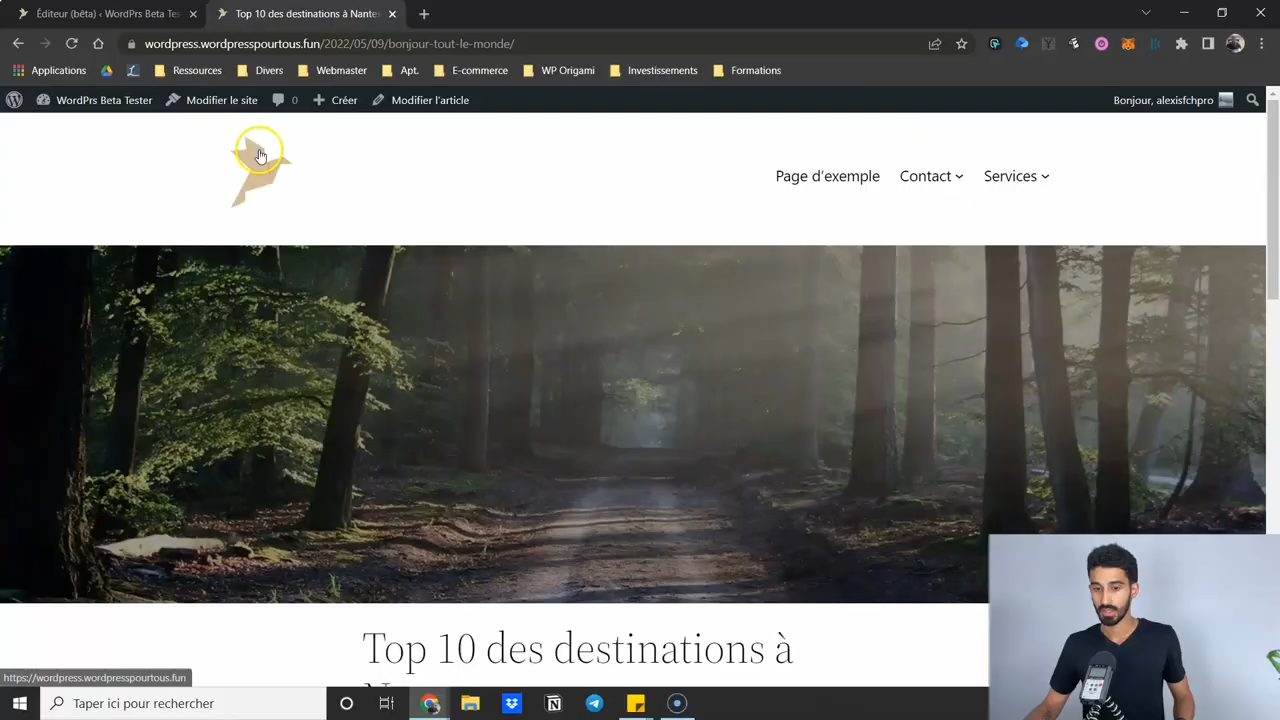 Éditeur (bêta) ‹ WordPrs Beta Tes
Top 10 des destinations à Nantes
wordpress.wordpresspourtous.fun/2022/05/09/bonjour-tout-le-monde/
Applications
Ressources
Divers
Webmaster
Apt.
E-commerce
WP Origami
Investissements
Formations
WordPrs Beta Tester
Modifier le site
0
Créer
Modifier l'article
Bonjour, alexisfchpro
Page d'exemple
Contact
Services
Top 10 des destinations à
https://wordpress.wordpresspourtous.fun
Taper ici pour rechercher